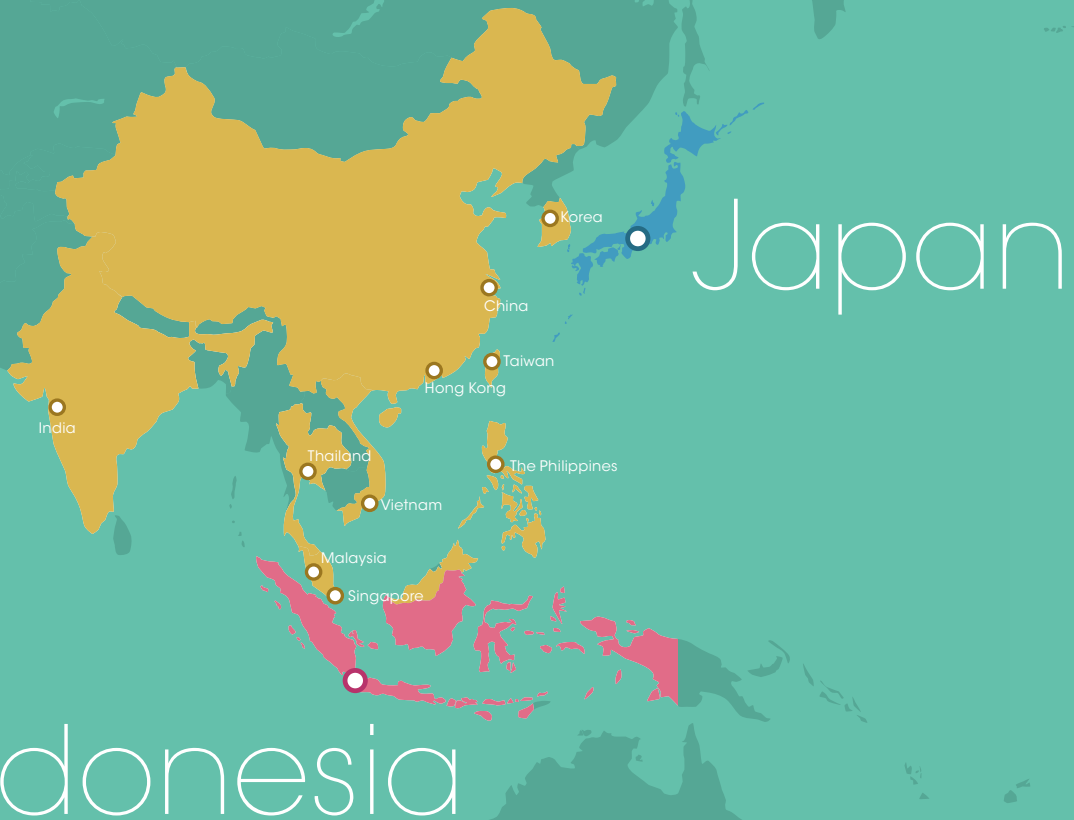 Korea
Japan
China
Taiwan
Hong Kong
India
Thailand
The Philippines
Vietnam
Malaysia
Singapore
donesia